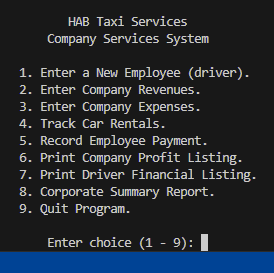 HAB Taxi Services
Company Services System
1. Enter a New Employee (driver).
2. Enter Company Revenues.
3. Enter Company Expenses.
4. Track Car Rentals.
5. Record Employee Payment.
6. Print Company Profit Listing.
7. Print Driver Financial Listing.
8. Corporate Summary Report.
9. Quit Program.
Enter choice (1 - 9):